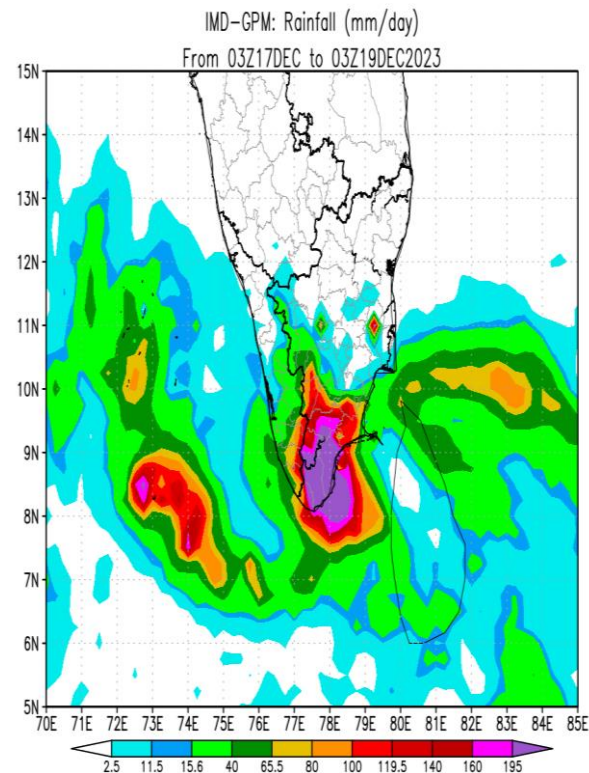 IMD-GPM: Rainfall (mm/day)
From 03Z17DEC to 03Z19DEC2023
15N
14N
13N
12N
11N
10N
9N
8N
7N
6N
5N
70E 71E 72E 73E 74E 75E 76E 77E 78E 79E 80E 81E 82E 83E 84E 85E
2.5 11.5 15.6 40 65.5 80 100 119.5 140 160 195